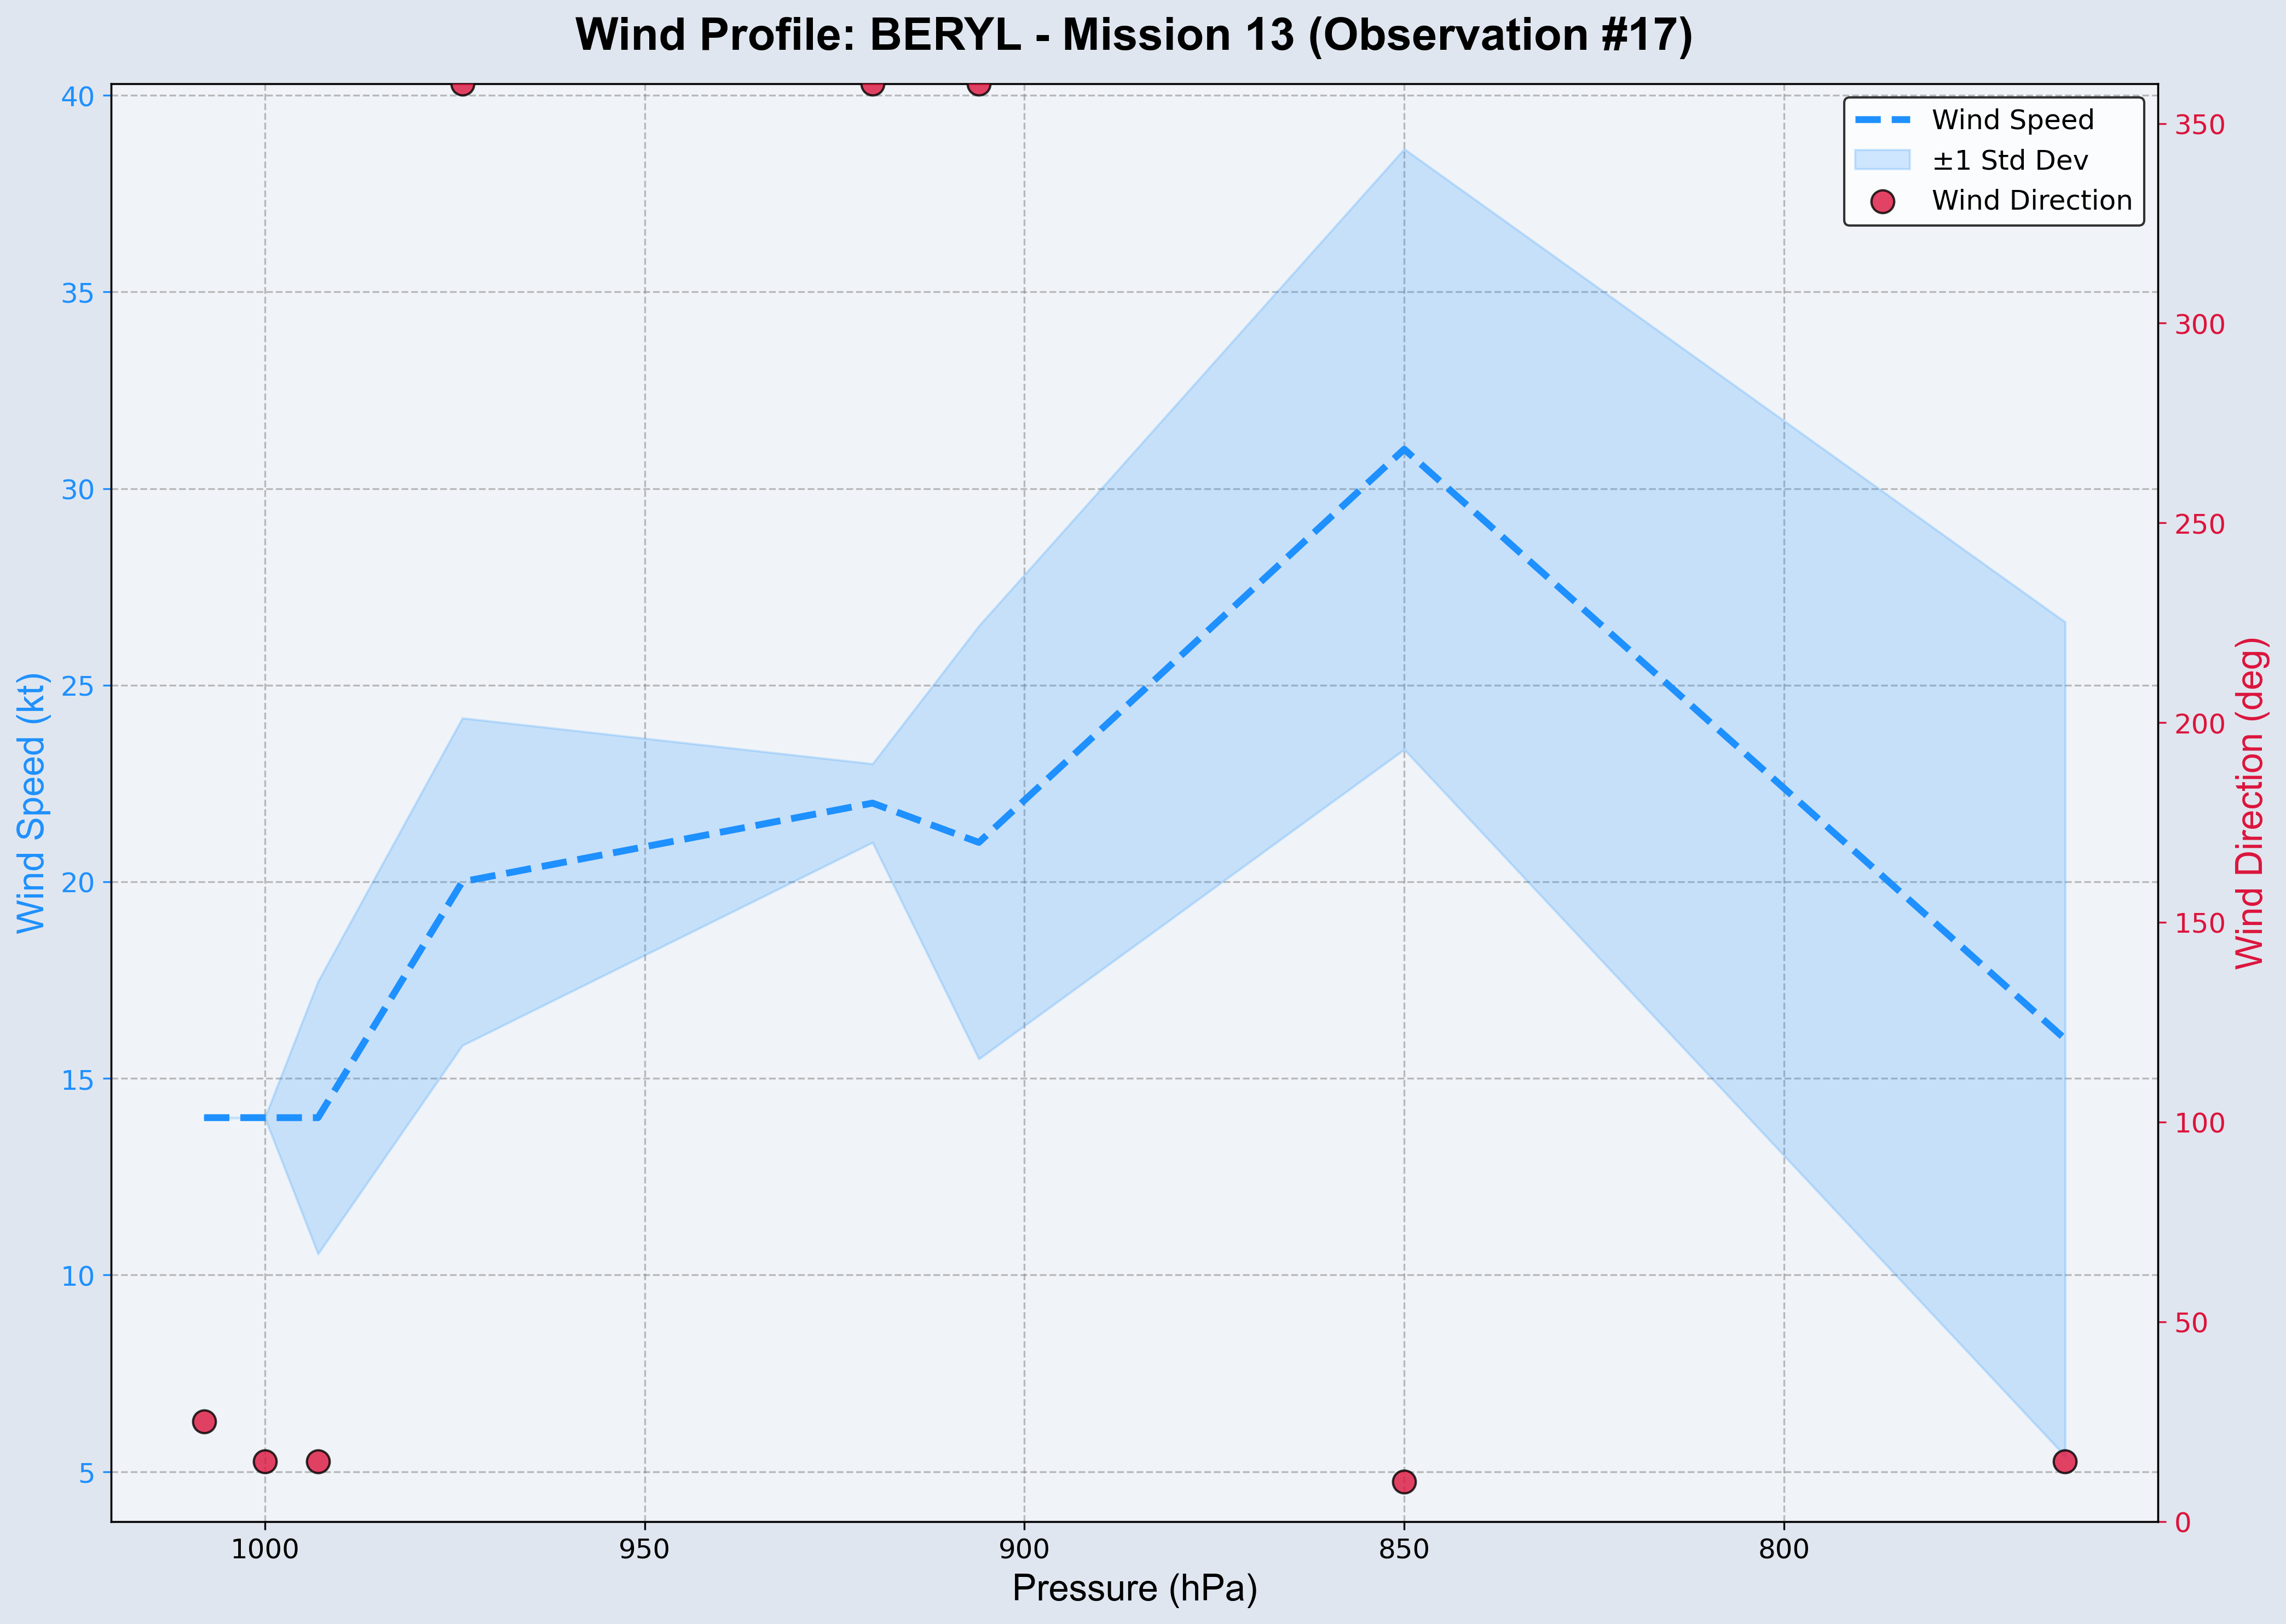 Wind Profile: BERYL - Mission 13 (Observation #17)
40
35
30
25
20
15
10
5
Wind Speed (kt)
350
300
250
200
150
100
50
0
Wind Direction (deg)
Wind Speed
±1 Std Dev
Wind Direction
1000 950 900 850 800
Pressure (hPa)